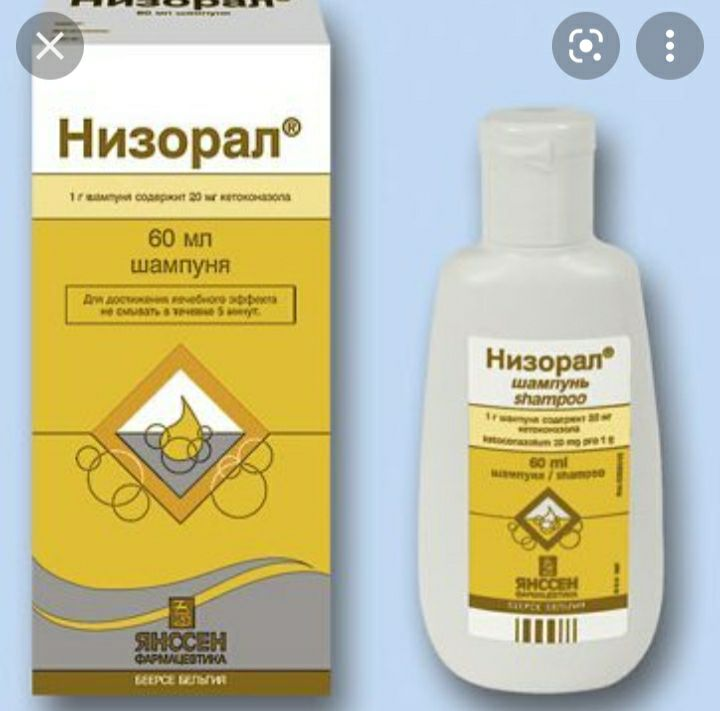 Низорал®
60 мл шампуня
Низорал®
1 г шампуня содержит 20 мг кетоконазола
60 мл
шампуня
Для достижения лечебного эффекта
не смывать в течение 5 минут.
ЯНССЕН
ФАРМАЦЕВТИКА
БЕЕРСЕ БЕЛЬГИЯ
Низорал®
шампунь
shampoo
1 г шампуня содержит 20 мг
кетоконазола
ketoconazolum 20 mg pro 1 g
60 ml
шампуня / shampoo
ЯНССЕН
ФАРМАЦЕВТИКА
БЕЕРСЕ БЕЛЬГИЯ